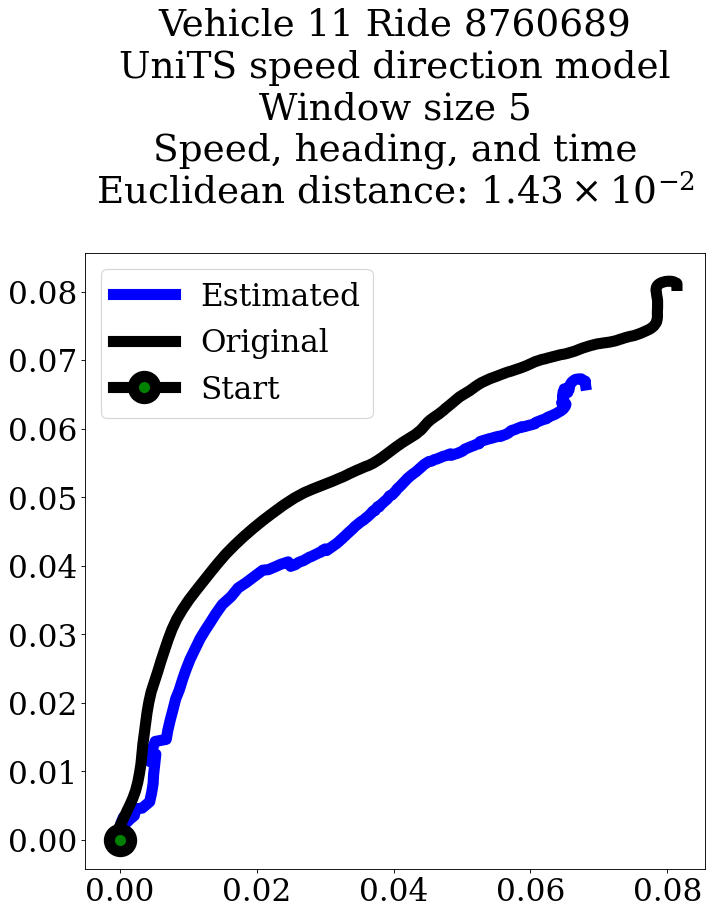 Vehicle 11 Ride 8760689
UniTS speed direction model
Window size 5
Speed, heading, and time
Euclidean distance: 1.43 × 10⁻²
Estimated
Original
Start
0.08
0.07
0.06
0.05
0.04
0.03
0.02
0.01
0.00
0.00 0.02 0.04 0.06 0.08